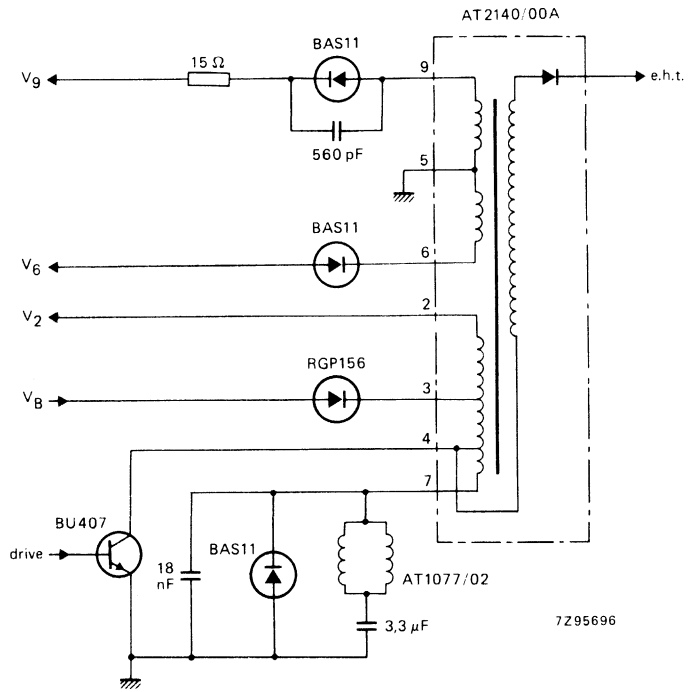 AT2140/00A
BAS11
15 Ω
V9
9
e.h.t.
560 pF
5
BAS11
6
V6
2
V2
RGP156
3
VB
4
7
BU407
drive
18
nF
BAS11
AT1077/02
3,3 µF
7Z95696